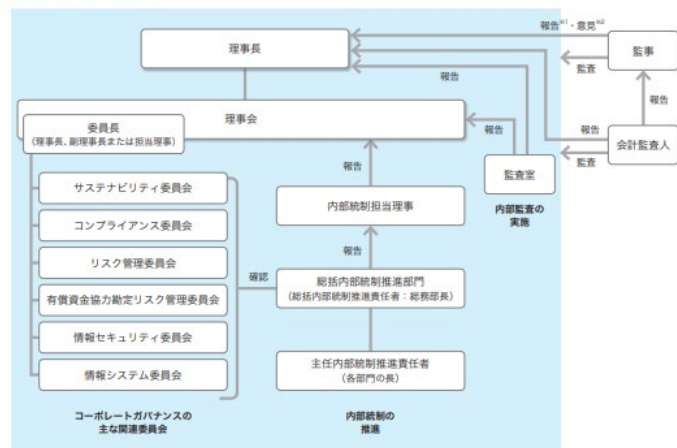 報告※1・意見※2
理事長
監事
監査
報告
報告
理事会
委員長
(理事長、副理事長または担当理事)
報告
報告
会計監査人
監査
監査室
報告
サステナビリティ委員会
内部統制担当理事
内部監査の
実施
コンプライアンス委員会
報告
リスク管理委員会
確認
総括内部統制推進部門
(総括内部統制推進責任者：総務部長)
有償資金協力勘定リスク管理委員会
情報セキュリティ委員会
主任内部統制推進責任者
(各部門の長)
情報システム委員会
コーポレートガバナンスの
主な関連委員会
内部統制の
推進